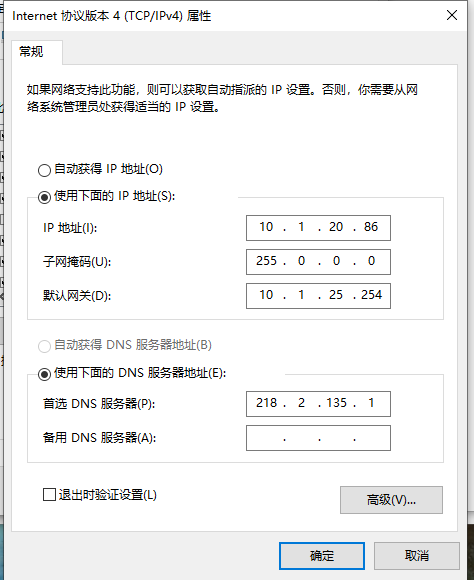 Internet 协议版本 4 (TCP/IPv4) 属性
常规
如果网络支持此功能，则可以获取自动指派的 IP 设置。否则，你需要从网
络系统管理员处获得适当的 IP 设置。
自动获得 IP 地址(O)
使用下面的 IP 地址(S):
IP 地址(I): 10 . 1 . 20 . 86
子网掩码(U): 255 . 0 . 0 . 0
默认网关(D): 10 . 1 . 25 . 254
自动获得 DNS 服务器地址(B)
使用下面的 DNS 服务器地址(E):
首选 DNS 服务器(P): 218 . 2 . 135 . 1
备用 DNS 服务器(A): . . .
退出时验证设置(L)
高级(V)...
确定 取消